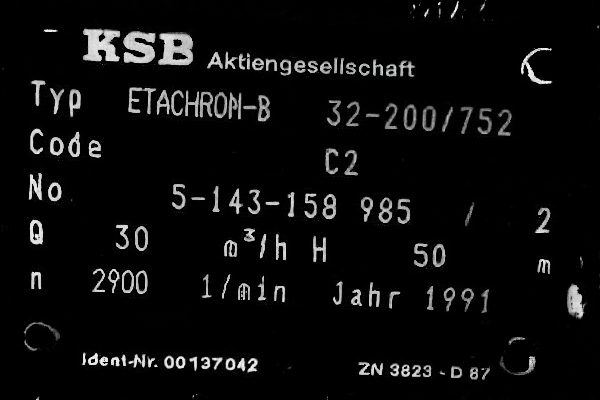 KSB Aktiengesellschaft
Typ ETACHROM-B 32-200/752
Code C2
No 5-143-158 985 / 2
Q 30 m³/h H 50 m
n 2900 1/min Jahr 1991
Ident-Nr. 00137042 ZN 3823 - D 87